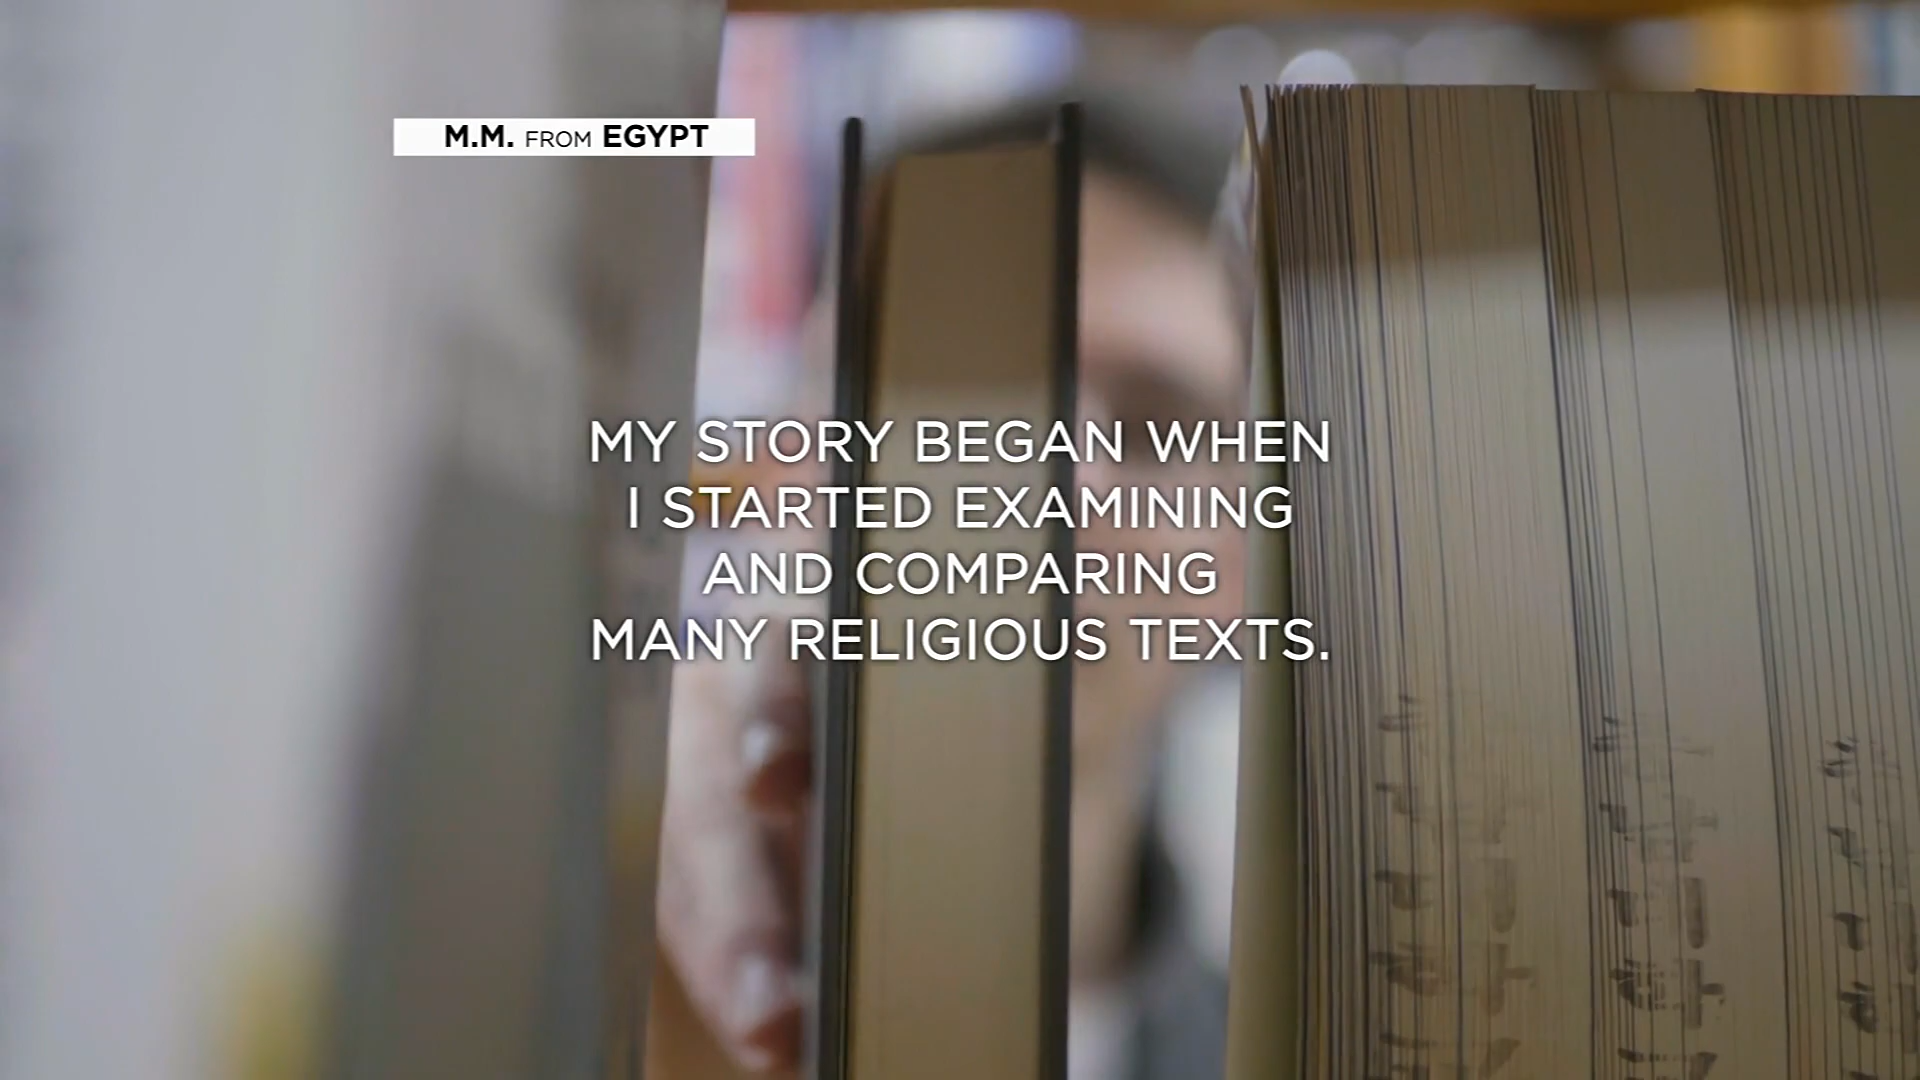 M.M. FROM EGYPT
MY STORY BEGAN WHEN
I STARTED EXAMINING
AND COMPARING
MANY RELIGIOUS TEXTS.